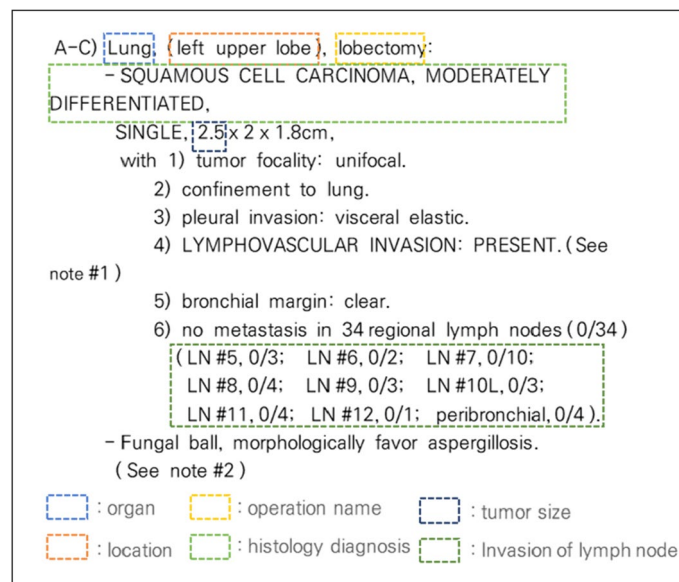 A-C) Lung, (left upper lobe), lobectomy:
- SQUAMOUS CELL CARCINOMA, MODERATELY
DIFFERENTIATED,
SINGLE, 2.5 x 2 x 1.8cm,
with 1) tumor focality: unifocal.
2) confinement to lung.
3) pleural invasion: visceral elastic.
4) LYMPHOVASCULAR INVASION: PRESENT. (See
note #1)
5) bronchial margin: clear.
6) no metastasis in 34 regional lymph nodes (0/34)
(LN #5, 0/3; LN #6, 0/2; LN #7, 0/10;
LN #8, 0/4; LN #9, 0/3; LN #10L, 0/3;
LN #11, 0/4; LN #12, 0/1; peribronchial, 0/4).
- Fungal ball, morphologically favor aspergillosis.
(See note #2)
: organ : operation name : tumor size
: location : histology diagnosis : Invasion of lymph node